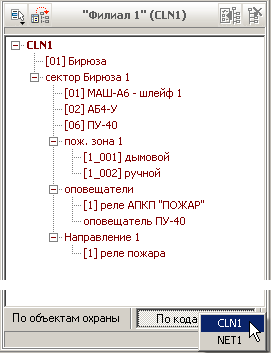 "Филиал 1" (CLN1)
CLN1
[01] Бирюза
сектор Бирюза 1
[01] МАШ-А6 - шлейф 1
[02] АБ4-У
[06] ПУ-40
пож. зона 1
[1_001] дымовой
[1_002] ручной
оповещатели
[1] реле АПКП "ПОЖАР"
оповещатель ПУ-40
Направление 1
[1] реле пожара
По объектам охраны
По кода
CLN1
NET1